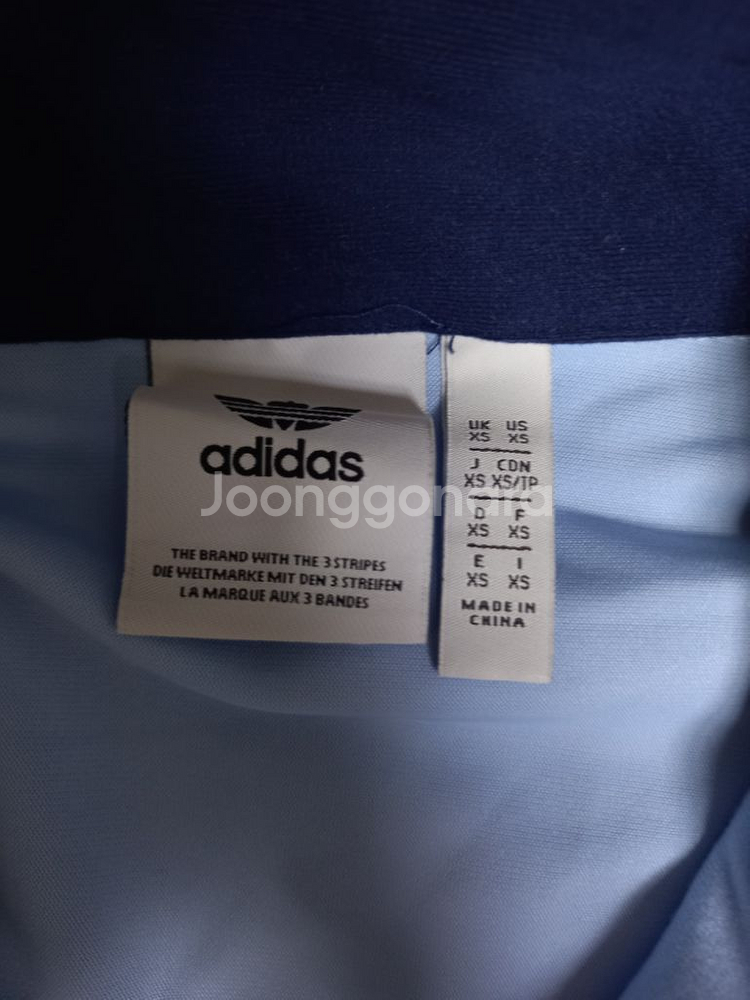 adidas
THE BRAND WITH THE 3 STRIPES
DIE WELTMARKE MIT DEN 3 STREIFEN
LA MARQUE AUX 3 BANDES
UK US
XS XS
J CDN
XS XS/TP
D F
XS XS
E I
XS XS
MADE IN
CHINA
Joonggonara